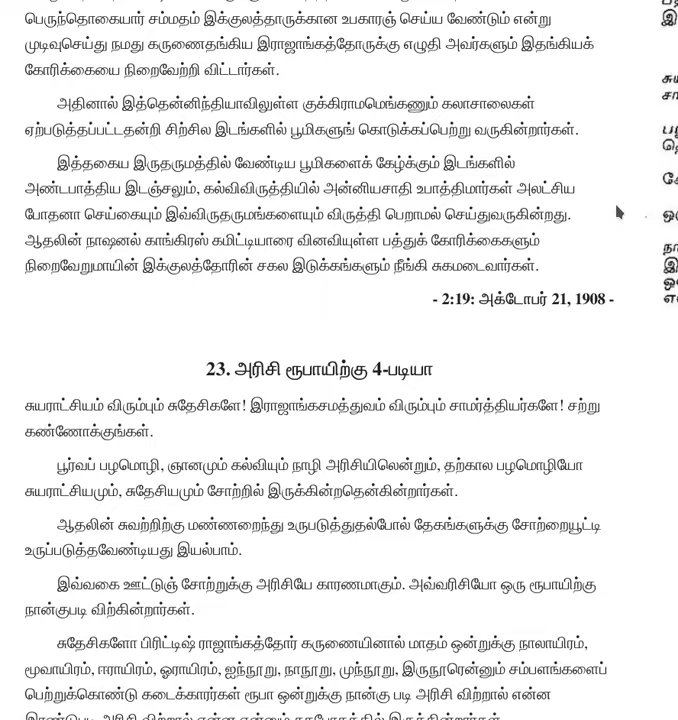 பெருந்தொகையார் சம்மதம் இக்குலத்தாருக்கான உபகாரஞ் செய்ய வேண்டும் என்று
முடிவுசெய்து நமது கருணைதங்கிய இராஜாங்கத்தோருக்கு எழுதி அவர்களும் இதங்கியக்
கோரிக்கையை நிறைவேற்றி விட்டார்கள்.
அதினால் இத்தென்னிந்தியாவிலுள்ள குக்கிராமமெங்கணும் கலாசாலைகள்
ஏற்படுத்தப்பட்டதன்றி சிற்சில இடங்களில் பூமிகளுங் கொடுக்கப்பெற்று வருகின்றார்கள்.
இத்தகைய இருதருமத்தில் வேண்டிய பூமிகளைக் கேழ்க்கும் இடங்களில்
அண்டபாத்திய இடஞ்சலும், கல்விவிருத்தியில் அன்னியசாதி உபாத்திமார்கள் அலட்சிய
போதனா செய்கையும் இவ்விருதருமங்களையும் விருத்தி பெறாமல் செய்துவருகின்றது.
ஆதலின் நாஷனல் காங்கிரஸ் கமிட்டியாரை வினவியுள்ள பத்துக் கோரிக்கைகளும்
நிறைவேறுமாயின் இக்குலத்தோரின் சகல இடுக்கங்களும் நீங்கி சுகமடைவார்கள்.
- 2:19: அக்டோபர் 21, 1908 -
23. அரிசி ரூபாயிற்கு 4-படியா
சுயராட்சியம் விரும்பும் சுதேசிகளே! இராஜாங்கசமத்துவம் விரும்பும் சாமர்த்தியர்களே! சற்று
கண்ணோக்குங்கள்.
பூர்வப் பழமொழி, ஞானமும் கல்வியும் நாழி அரிசியிலென்றும், தற்கால பழமொழியோ
சுயராட்சியமும், சுதேசியமும் சோற்றில் இருக்கின்றதென்கின்றார்கள்.
ஆதலின் சுவற்றிற்கு மண்ணறைந்து உருபடுத்துதல்போல் தேகங்களுக்கு சோற்றையூட்டி
உருப்படுத்தவேண்டியது இயல்பாம்.
இவ்வகை ஊட்டுஞ் சோற்றுக்கு அரிசியே காரணமாகும். அவ்வரிசியோ ஒரு ரூபாயிற்கு
நான்குபடி விற்கின்றார்கள்.
சுதேசிகளோ பிரிட்டிஷ் ராஜாங்கத்தோர் கருணையினால் மாதம் ஒன்றுக்கு நாலாயிரம்,
மூவாயிரம், ஈராயிரம், ஓராயிரம், ஐந்நூறு, நாநூறு, முந்நூறு, இருநூரென்னும் சம்பளங்களைப்
பெற்றுக்கொண்டு கடைக்காரர்கள் ரூபா ஒன்றுக்கு நான்கு படி அரிசி விற்றால் என்ன